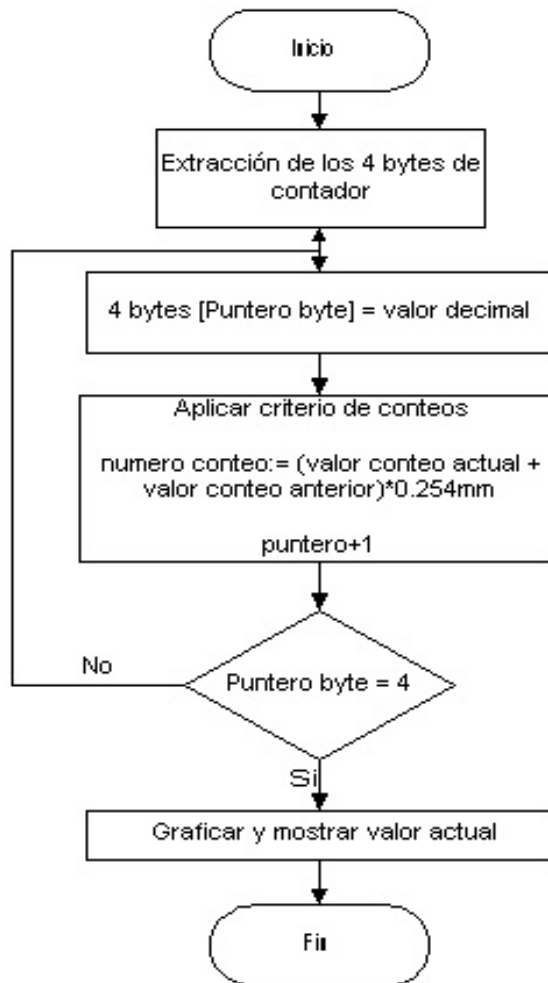 Inicio
Extracción de los 4 bytes de
contador
4 bytes [Puntero byte] = valor decimal
Aplicar criterio de conteos
numero conteo:= (valor conteo actual +
valor conteo anterior)*0.254mm
puntero+1
No
Puntero byte = 4
Si
Graficar y mostrar valor actual
Fin